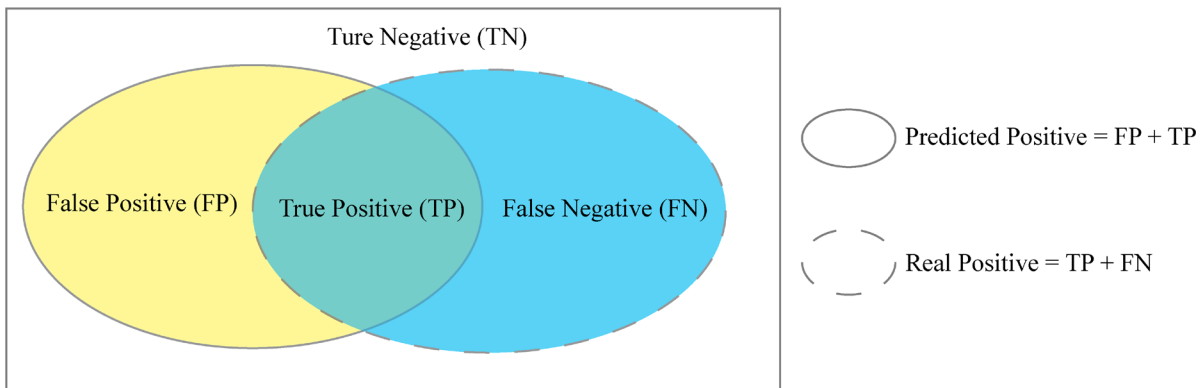 Ture Negative (TN)
False Positive (FP)
True Positive (TP)
False Negative (FN)
Predicted Positive = FP + TP
Real Positive = TP + FN